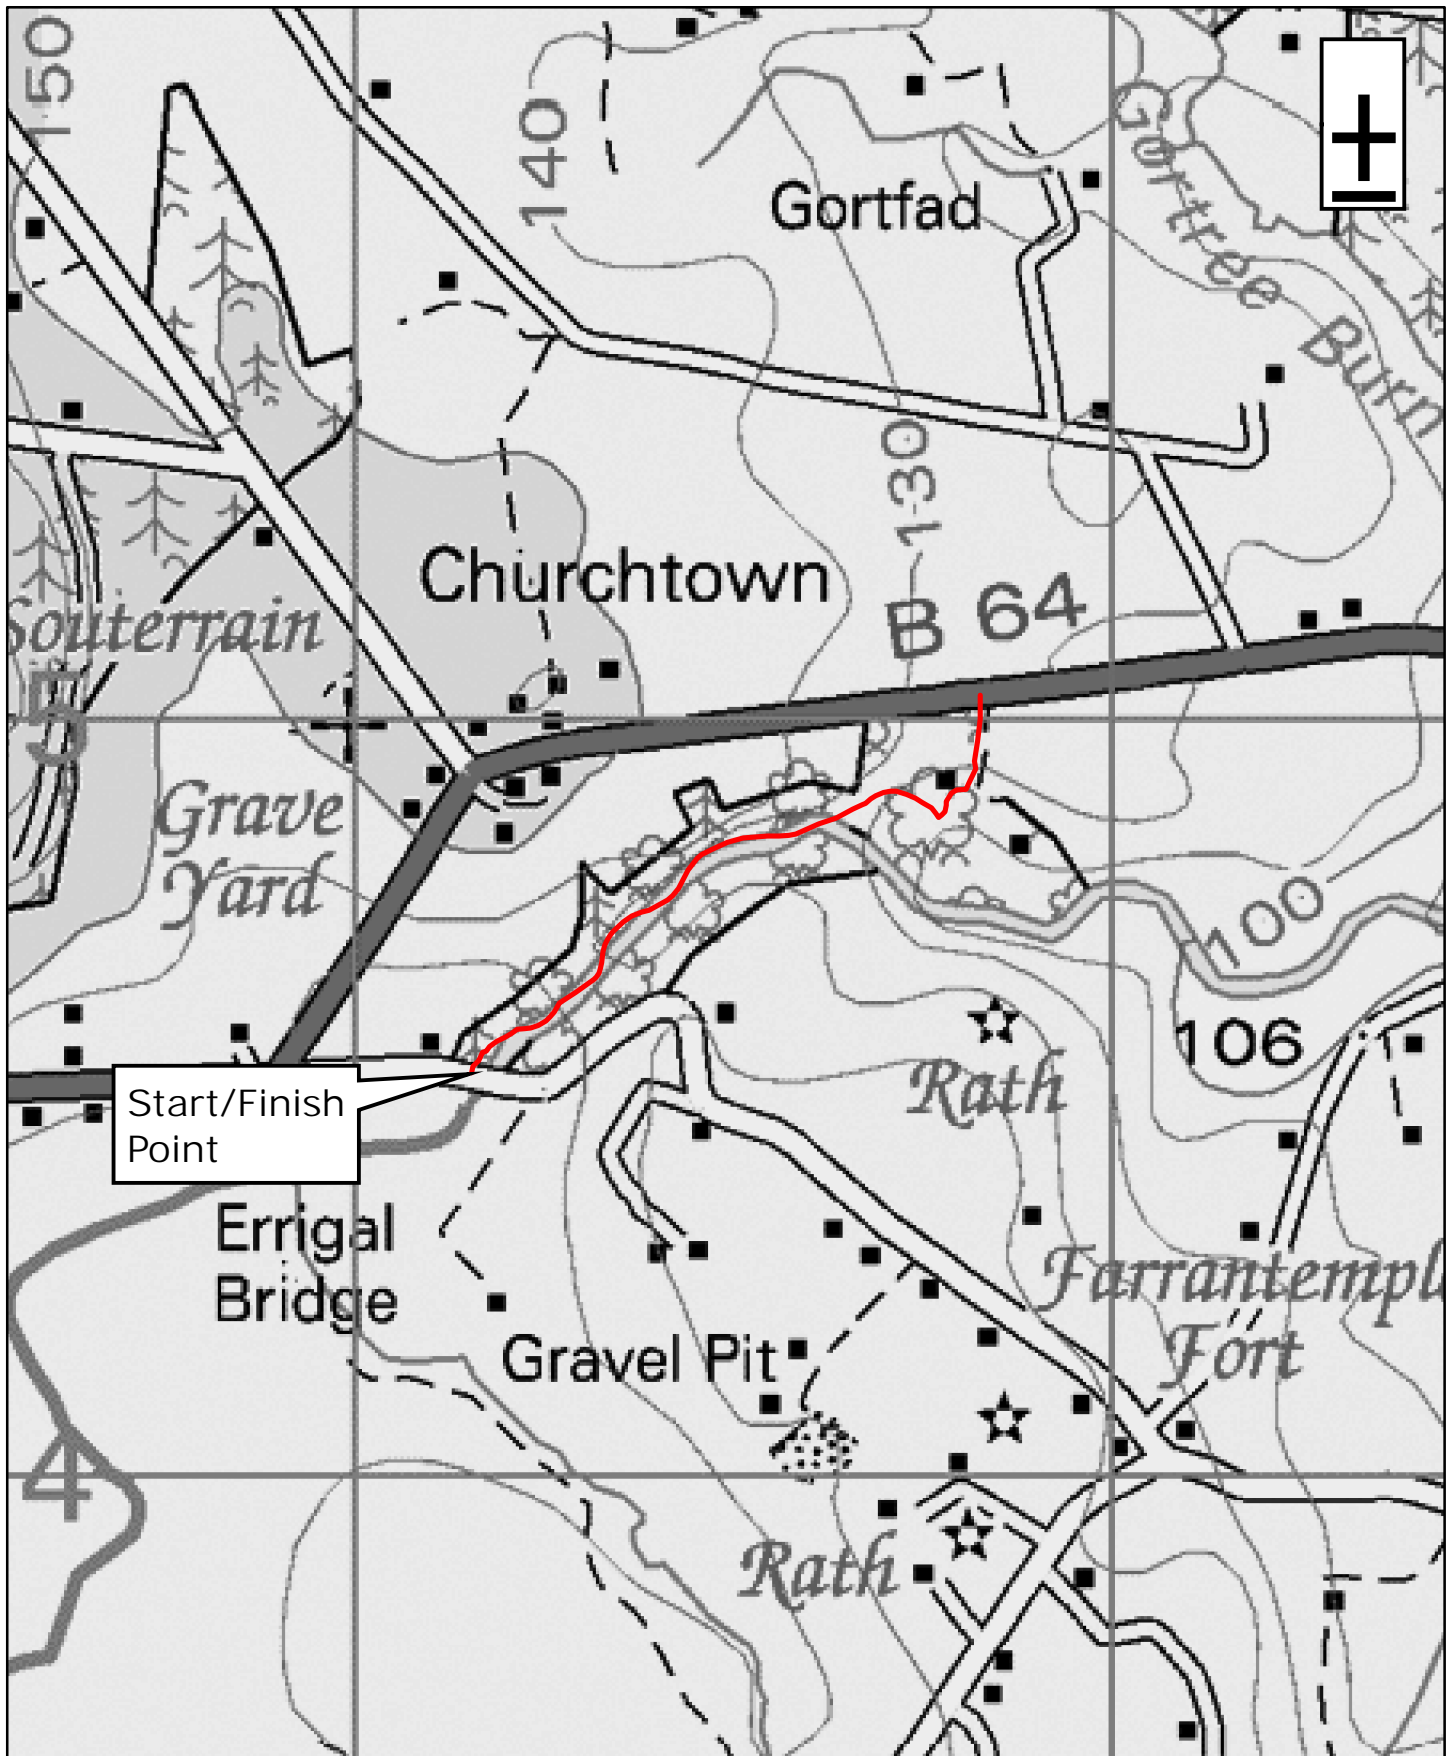 150
140
Gortfad
Gortree Burn
130
Churchtown
B 64
Souterrain
5
Grave
Yard
100
106
Rath
Start/Finish
Point
Errigal
Bridge
Farrantempl
Fort
Gravel Pit
4
Rath